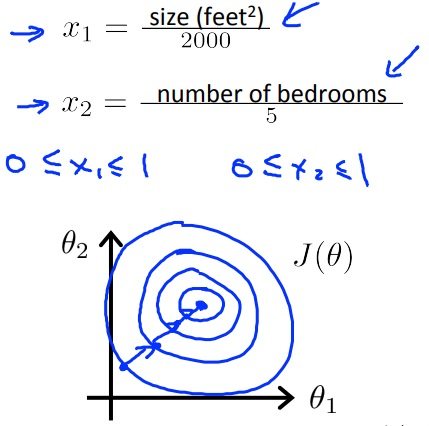 → x₁ = size (feet²) / 2000
→ x₂ = number of bedrooms / 5
0 ≤ x₁ ≤ 1 0 ≤ x₂ ≤ 1
θ₂ J(θ)
θ₁